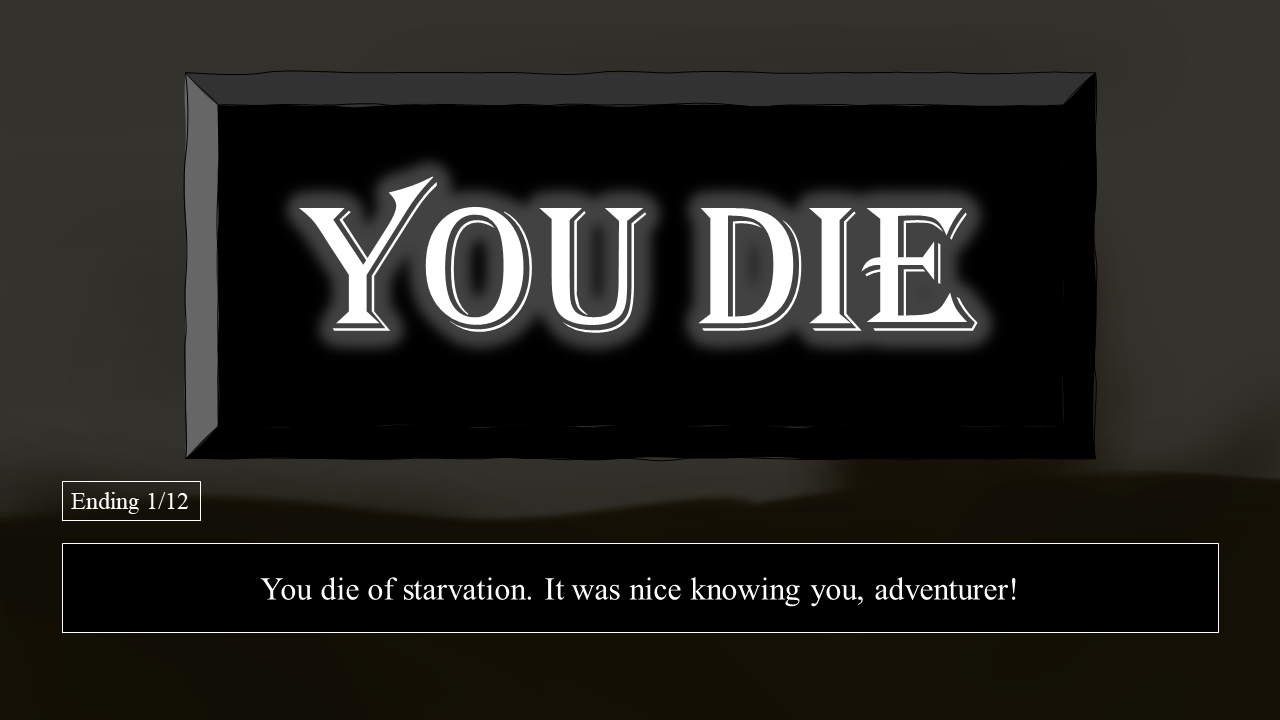 YOU DIE
Ending 1/12
You die of starvation. It was nice knowing you, adventurer!